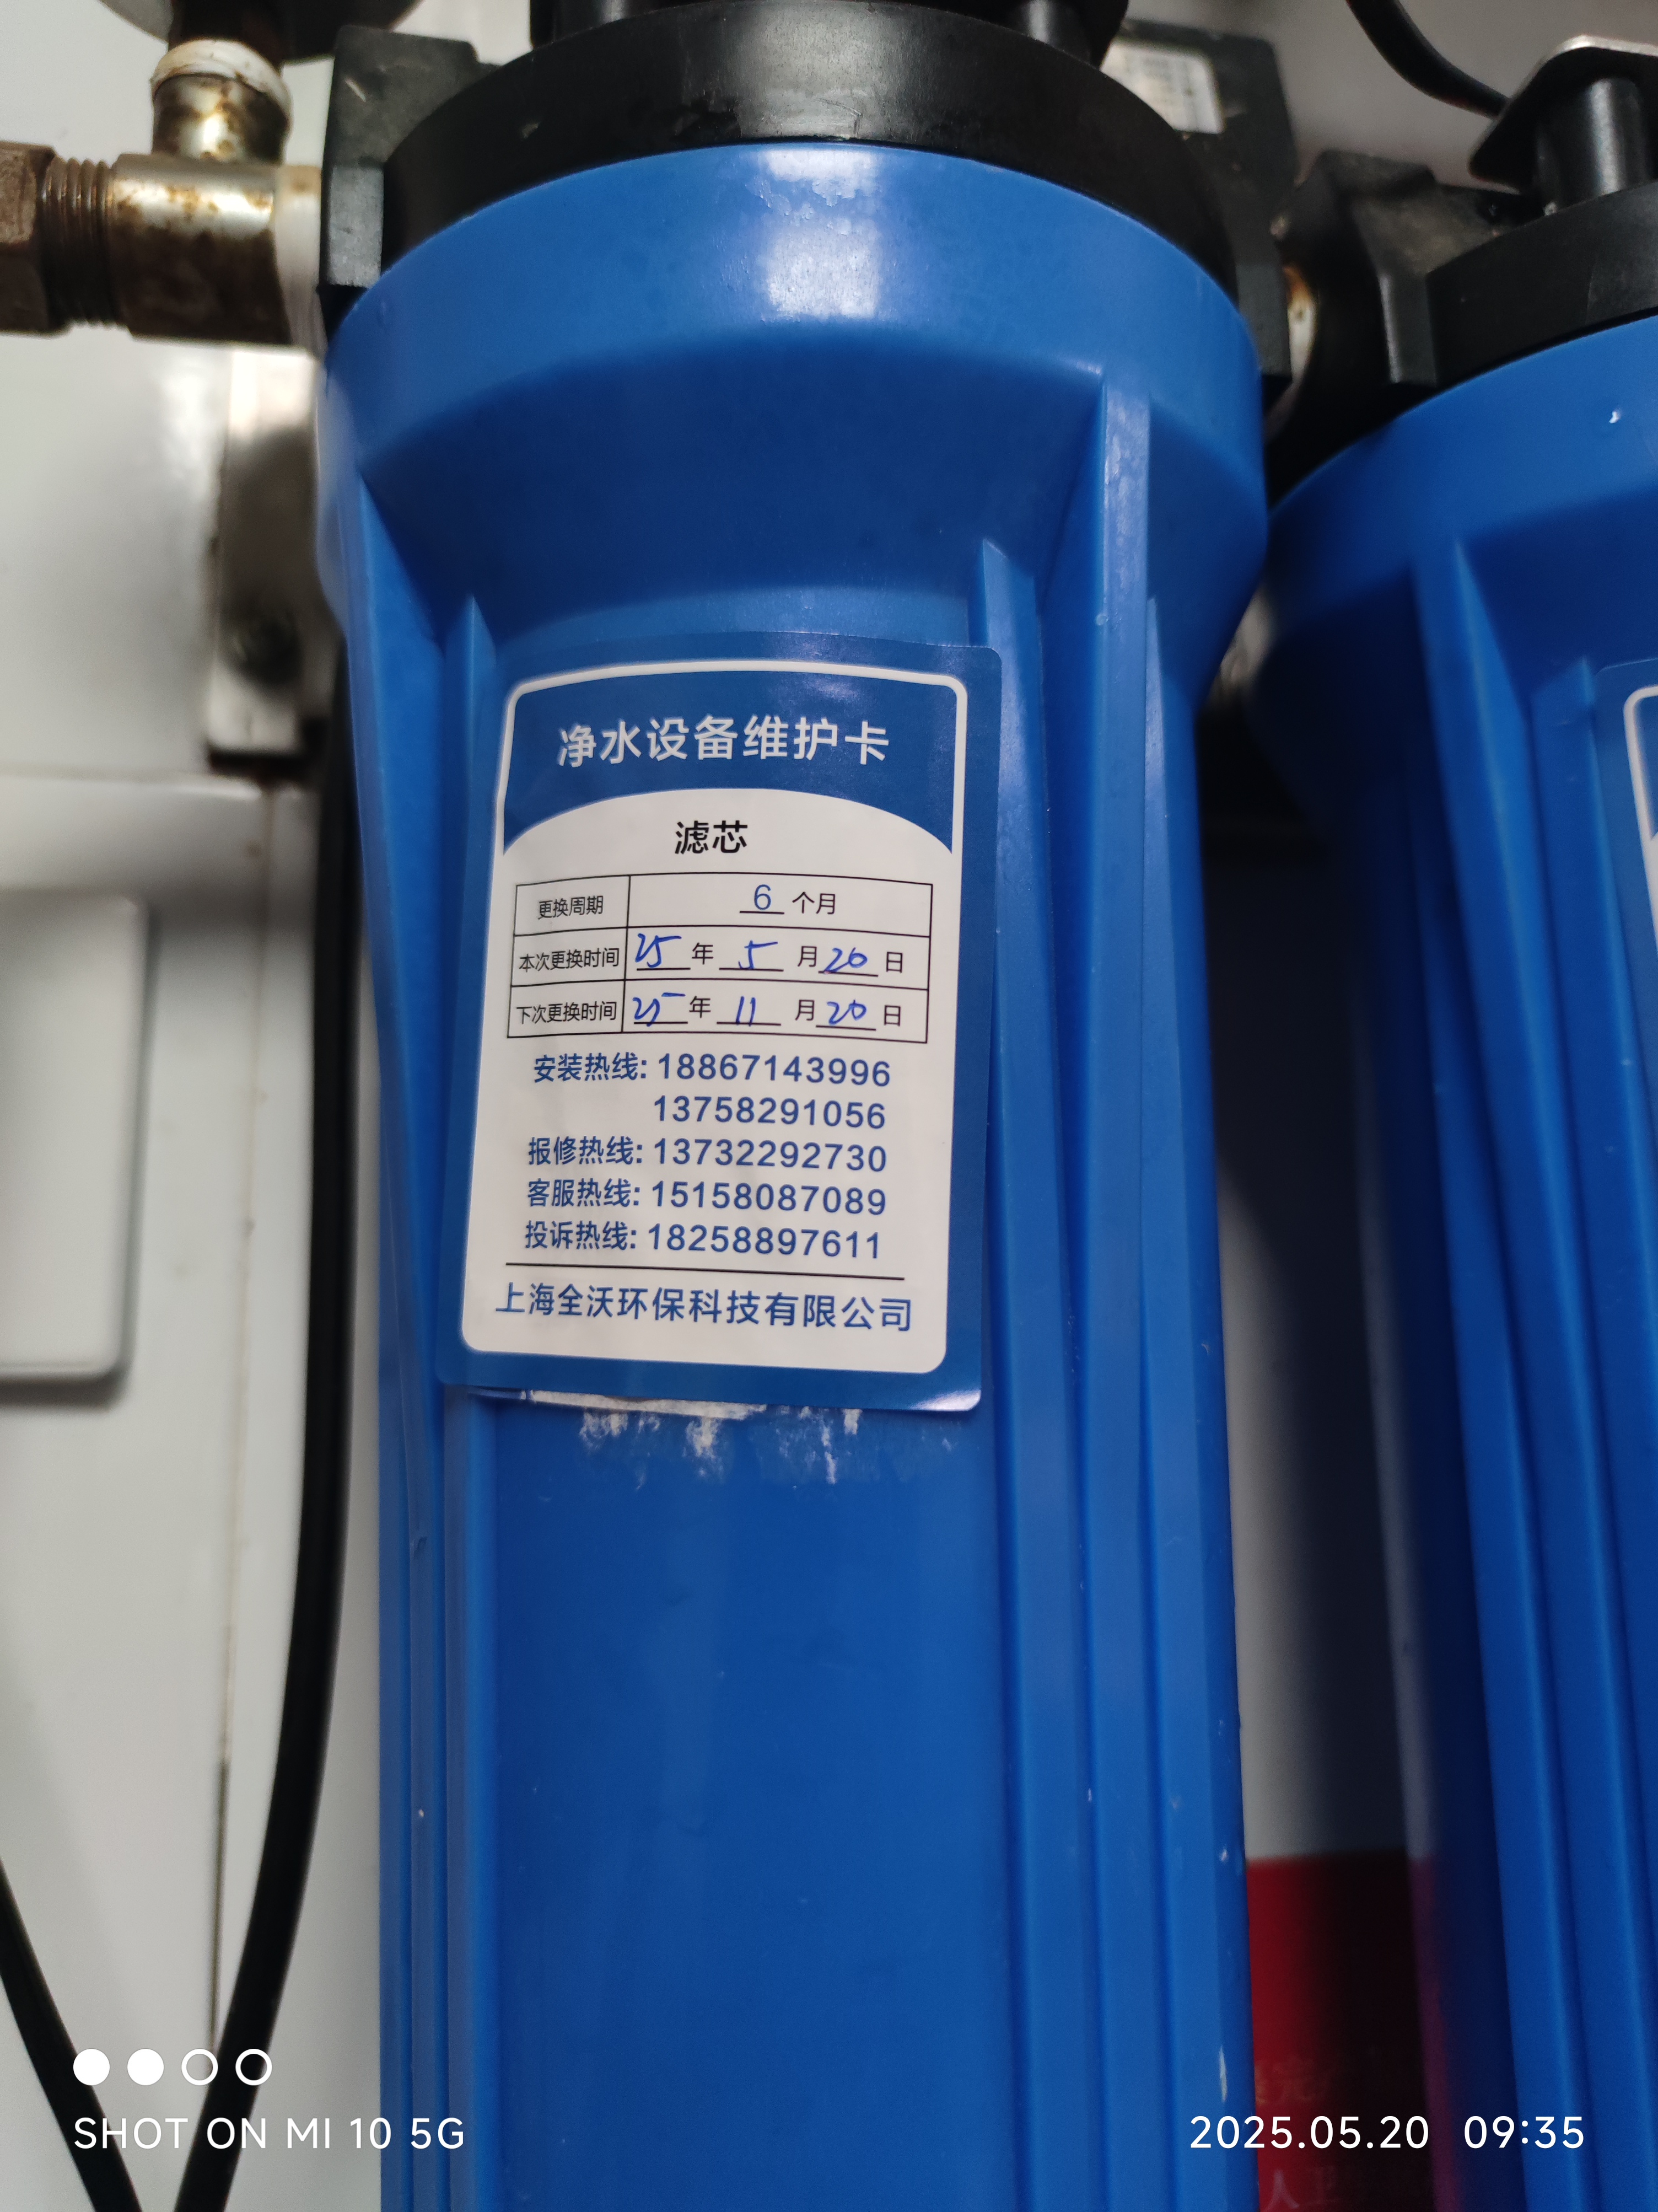 净水设备维护卡
滤芯
更换周期 6 个月
本次更换时间 25 年 5 月 20 日
下次更换时间 25 年 11 月 20 日
安装热线: 18867143996
13758291056
报修热线: 13732292730
客服热线: 15158087089
投诉热线: 18258897611
上海全沃环保科技有限公司
SHOT ON MI 10 5G
2025.05.20 09:35